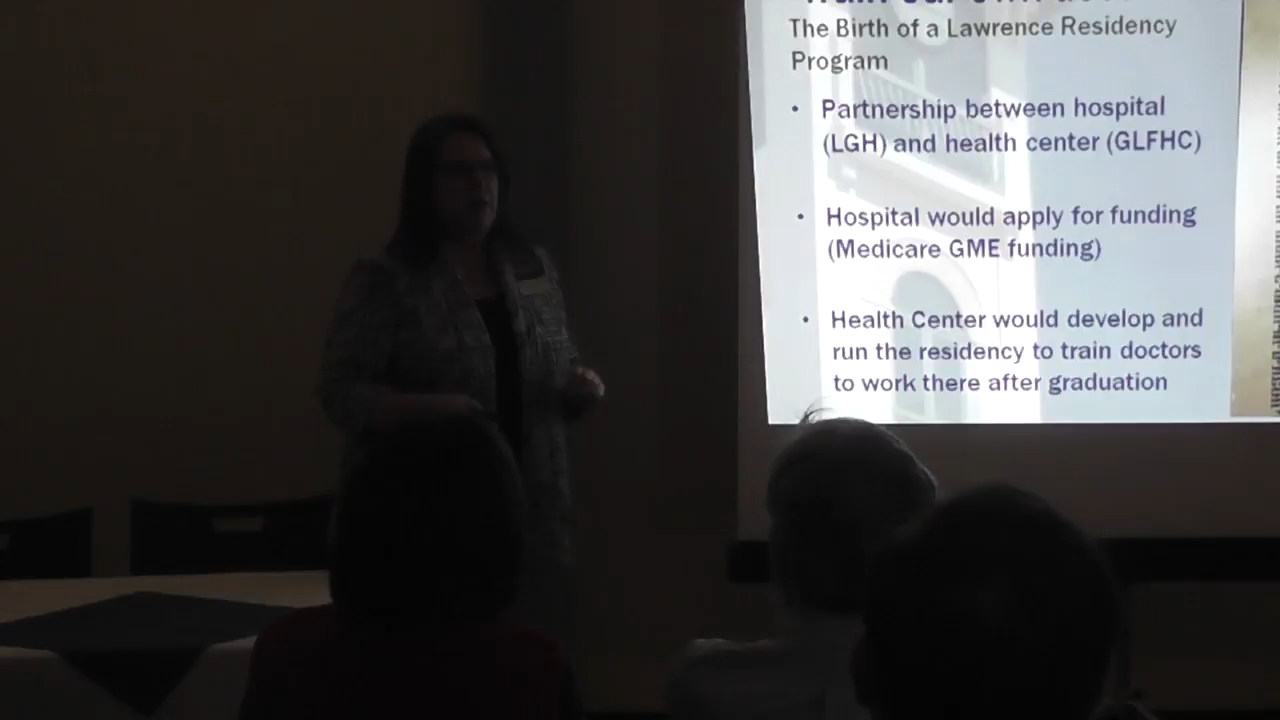 The Birth of a Lawrence Residency
Program
• Partnership between hospital
(LGH) and health center (GLFHC)
• Hospital would apply for funding
(Medicare GME funding)
• Health Center would develop and
run the residency to train doctors
to work there after graduation